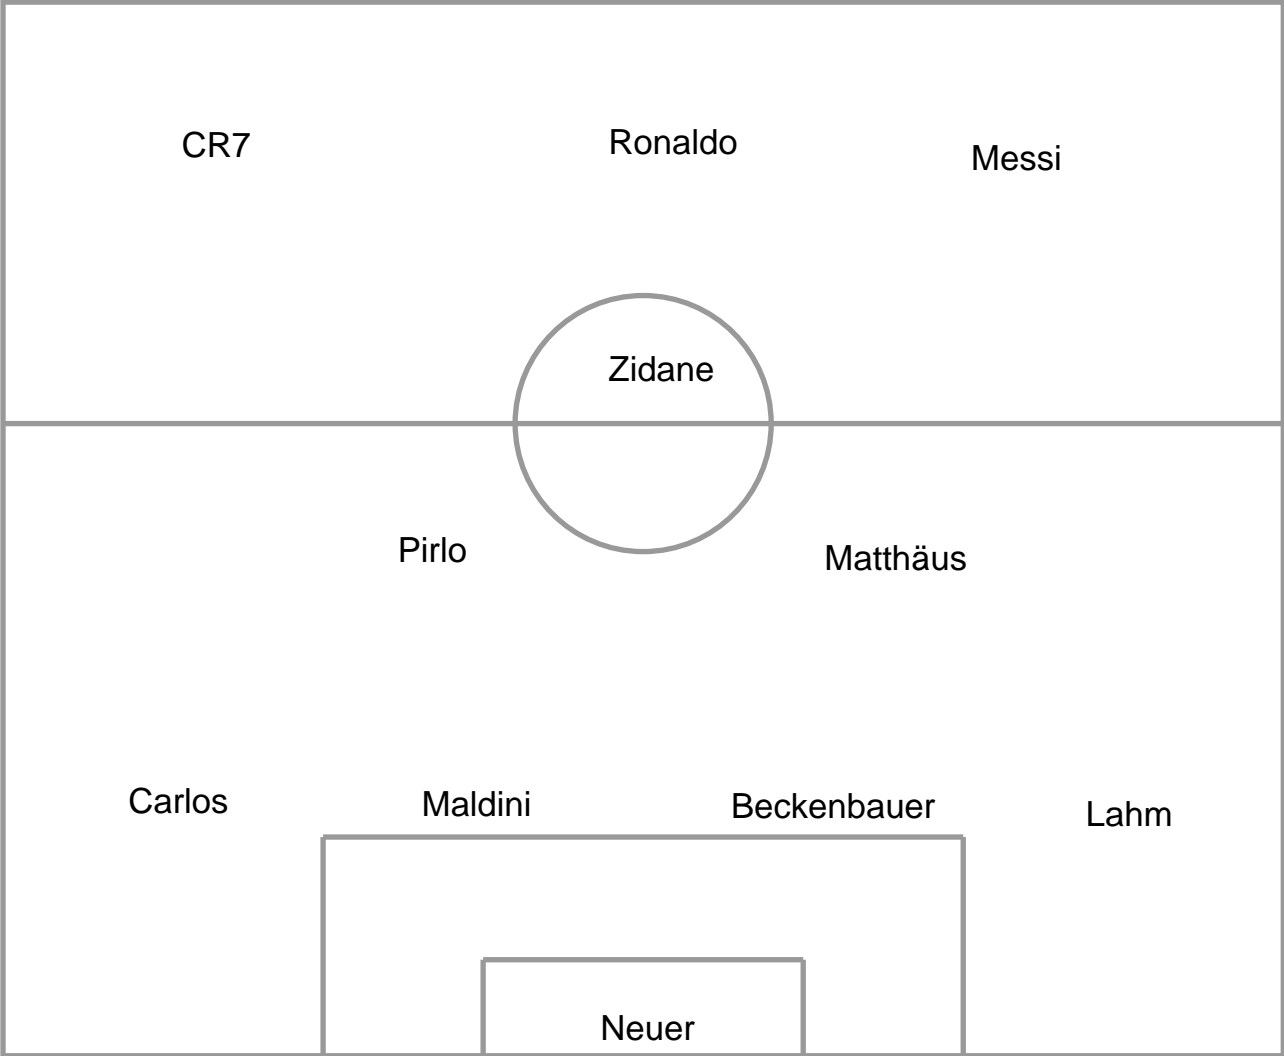 CR7
Ronaldo
Messi
Zidane
Pirlo
Matthäus
Carlos
Maldini
Beckenbauer
Lahm
Neuer